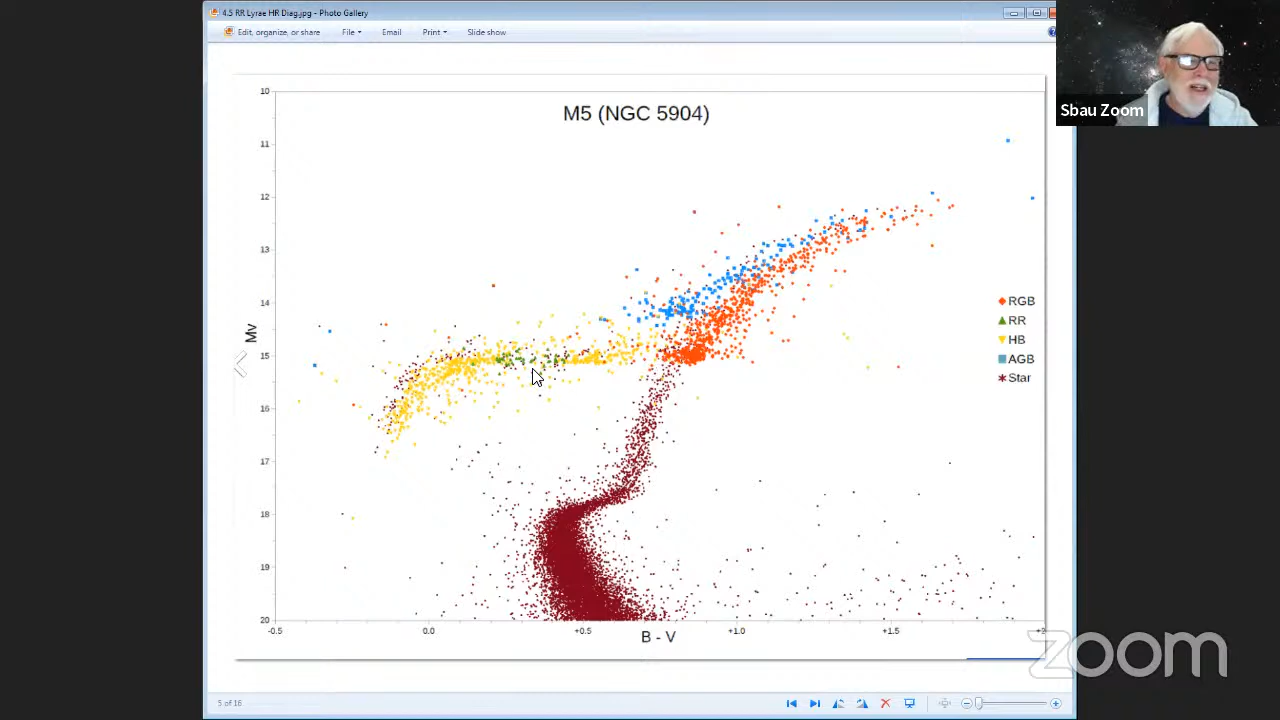 4.5 RR Lyrae HR Diag.jpg - Photo Gallery
Edit, organize, or share File Email Print Slide show
Sbau Zoom
M5 (NGC 5904)
10
11
12
13
14
15
16
17
18
19
20
Mv
RGB
RR
HB
AGB
Star
-0.5 0.0 +0.5 +1.0 +1.5
B - V
zoom
5 of 16